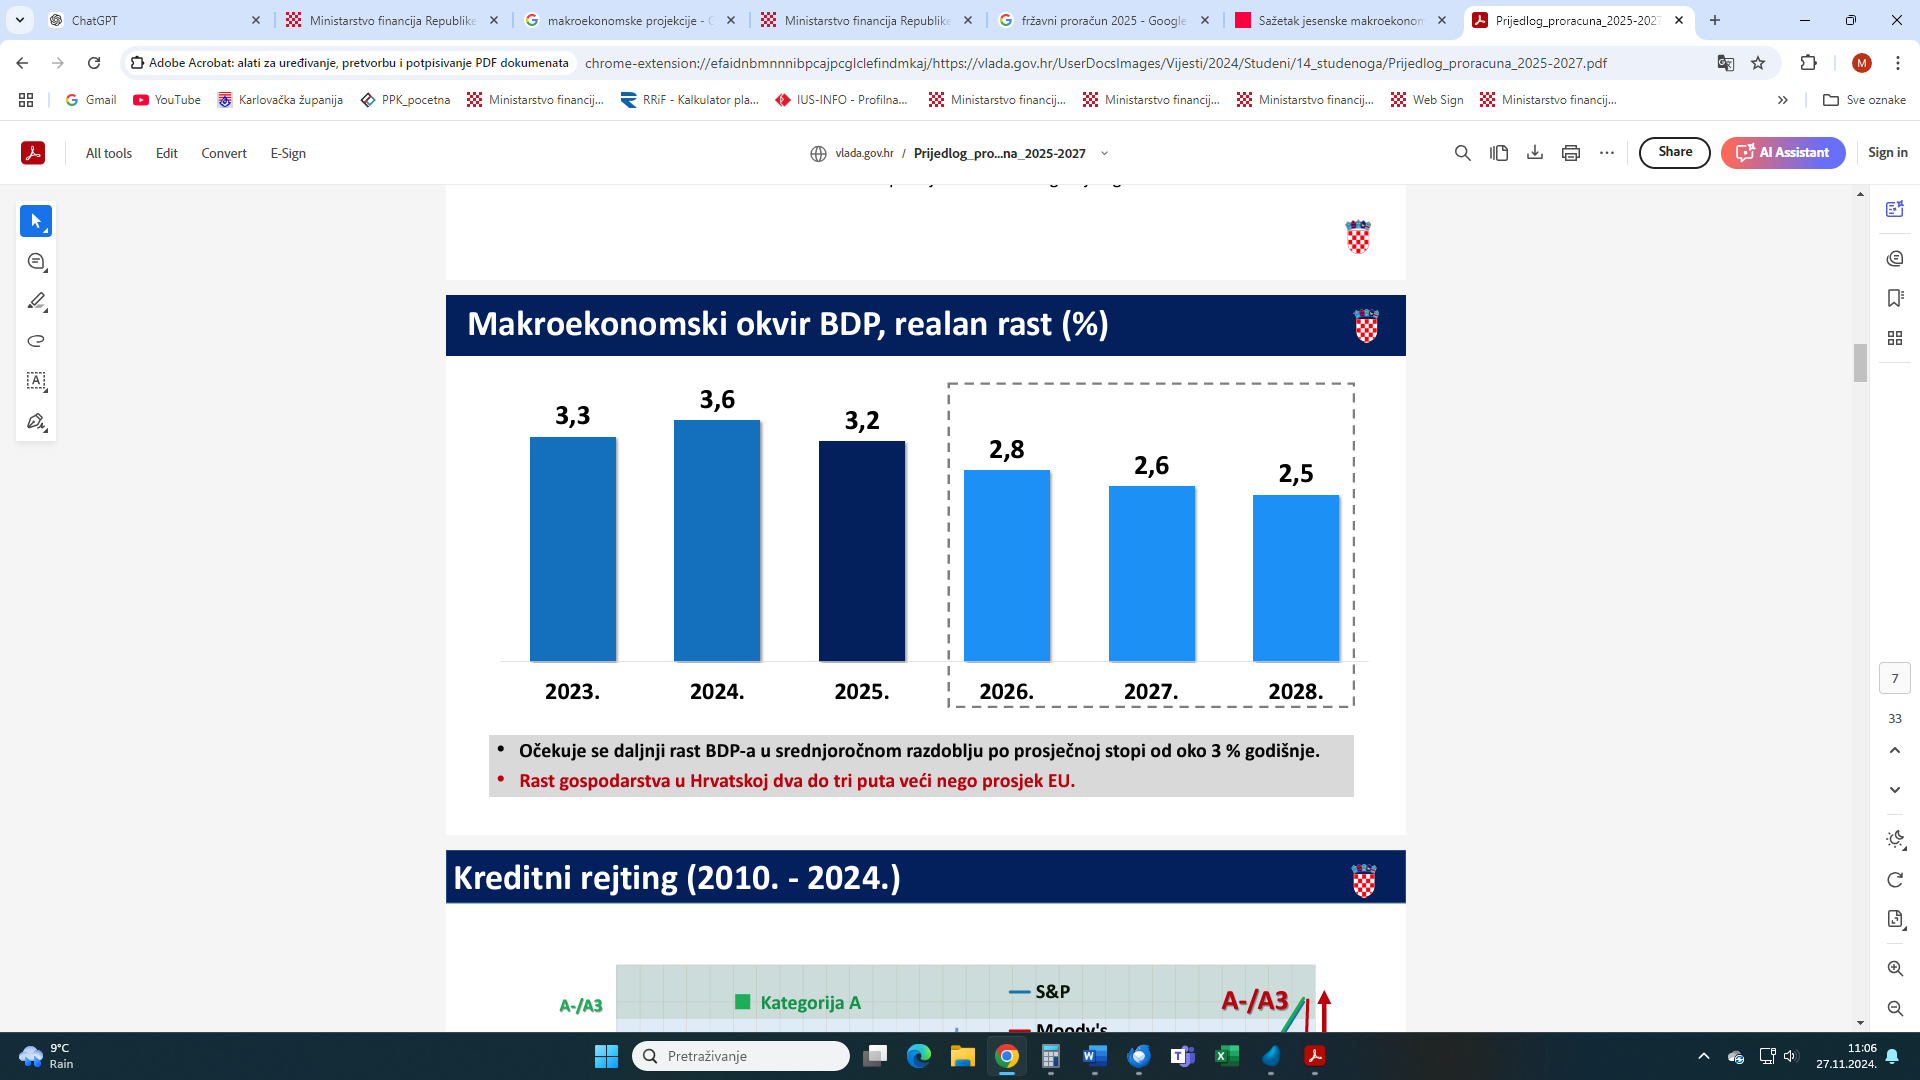 ChatGPT
Ministarstvo financija Republike
makroekonomske projekcije - G
Ministarstvo financija Republike
fržavni proračun 2025 - Google
Sažetak jesenske makroekonom
Prijedlog_proracuna_2025-2027
Adobe Acrobat: alati za uređivanje, pretvorbu i potpisivanje PDF dokumenata
chrome-extension://efaidnbmnnnibpcajpcglclefindmkaj/https://vlada.gov.hr/UserDocsImages/Vijesti/2024/Studeni/14_studenoga/Prijedlog_proracuna_2025-2027.pdf
M
Gmail
YouTube
Karlovačka županija
PPK_pocetna
Ministarstvo financij...
RRiF - Kalkulator pla...
IUS-INFO - Profilna...
Ministarstvo financij...
Ministarstvo financij...
Ministarstvo financij...
Web Sign
Ministarstvo financij...
Sve oznake
All tools
Edit
Convert
E-Sign
vlada.gov.hr / Prijedlog_pro...na_2025-2027
Share
AI Assistant
Sign in
Makroekonomski okvir BDP, realan rast (%)
3,3
3,6
3,2
2,8
2,6
2,5
2023.
2024.
2025.
2026.
2027.
2028.
• Očekuje se daljnji rast BDP-a u srednjoročnom razdoblju po prosječnoj stopi od oko 3 % godišnje.
• Rast gospodarstva u Hrvatskoj dva do tri puta veći nego prosjek EU.
7
33
Kreditni rejting (2010. - 2024.)
A-/A3
Kategorija A
S&P
Moody's
A-/A3
9°C
Rain
Pretraživanje
11:06
27.11.2024.